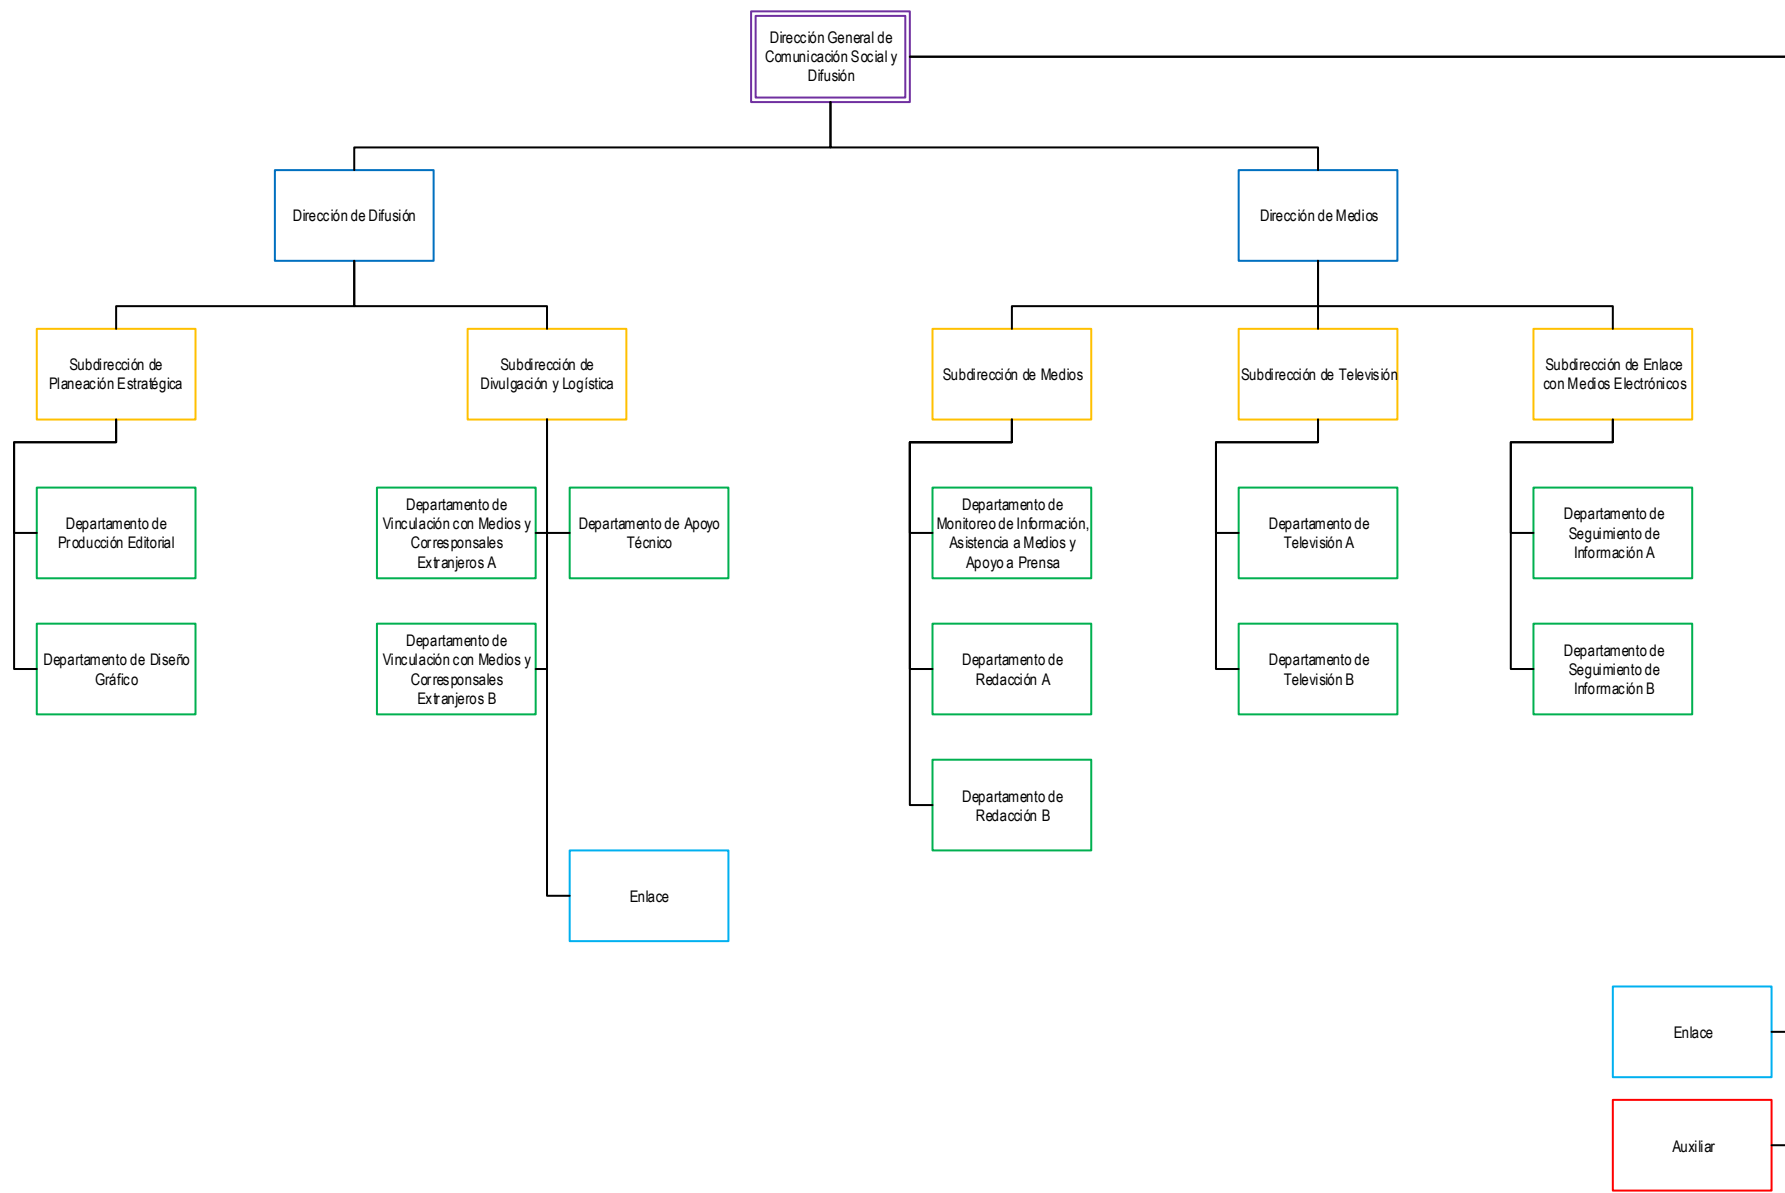 Dirección General de
Comunicación Social y
Difusión
Dirección de Difusión
Dirección de Medios
Subdirección de
Planeación Estratégica
Subdirección de
Divulgación y Logística
Subdirección de Medios
Subdirección de Televisión
Subdirección de Enlace
con Medios Electrónicos
Departamento de
Producción Editorial
Departamento de
Vinculación con Medios y
Corresponsales
Extranjeros A
Departamento de Apoyo
Técnico
Departamento de
Monitoreo de Información,
Asistencia a Medios y
Apoyo a Prensa
Departamento de
Televisión A
Departamento de
Seguimiento de
Información A
Departamento de Diseño
Gráfico
Departamento de
Vinculación con Medios y
Corresponsales
Extranjeros B
Departamento de
Redacción A
Departamento de
Televisión B
Departamento de
Seguimiento de
Información B
Departamento de
Redacción B
Enlace
Enlace
Auxiliar